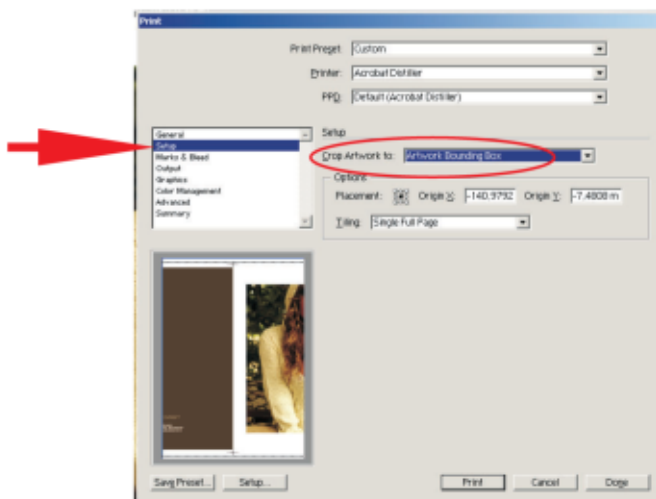 Print
Print Preset: Custom
Printer: Acrobat Distiller
PPD: Default (Acrobat Distiller)
General
Setup
Marks & Bleed
Output
Graphics
Color Management
Advanced
Summary
Setup
Crop Artwork to: Artwork Bounding Box
Options
Placement: Origin X: -140.9792 Origin Y: -7.4808 m
Tiling: Single Full Page
Save Preset... Setup... Print Cancel Done